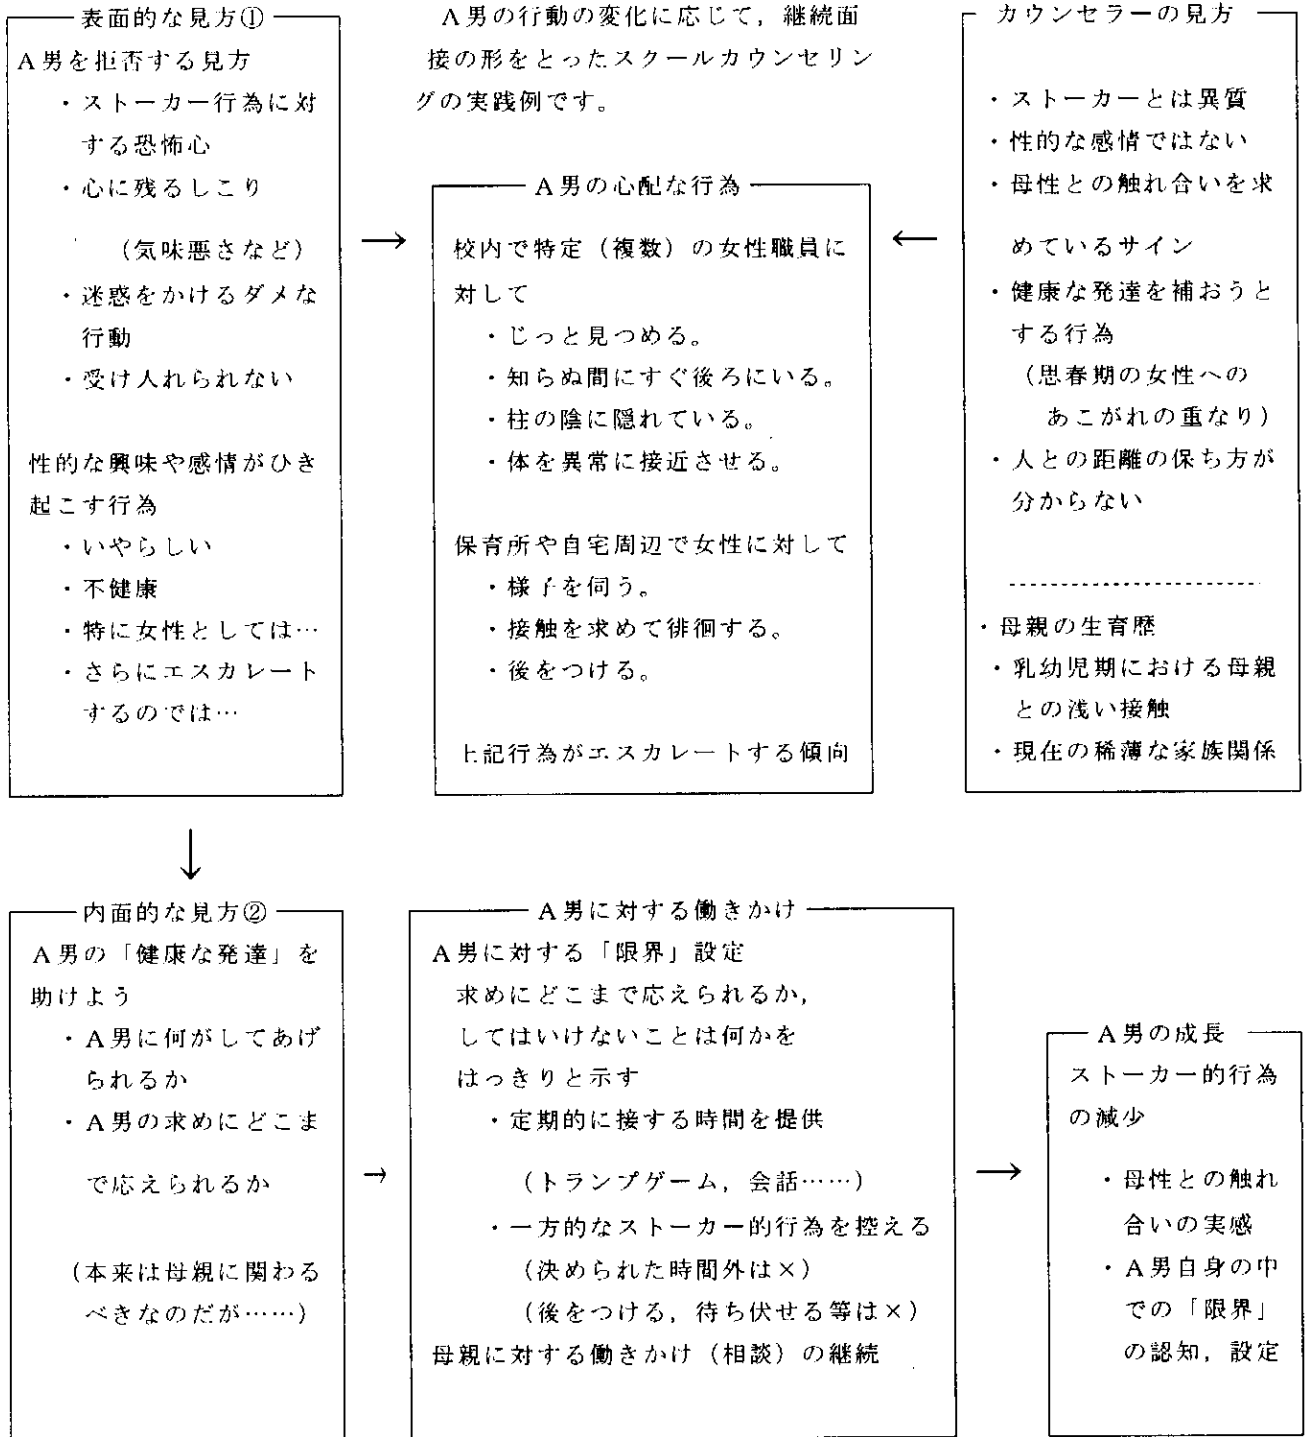 表面的な見方①
A男を拒否する見方
・ストーカー行為に対
する恐怖心
・心に残るしこり
（気味悪さなど）
・迷惑をかけるダメな
行動
・受け人れられない
性的な興味や感情がひき
起こす行為
・いやらしい
・不健康
・特に女性としては…
・さらにエスカレート
するのでは…
A男の行動の変化に応じて，継続面
接の形をとったスクールカウンセリン
グの実践例です。
A男の心配な行為
校内で特定（複数）の女性職員に
対して
・じっと見つめる。
・知らぬ間にすぐ後ろにいる。
・柱の陰に隠れている。
・体を異常に接近させる。
保育所や自宅周辺で女性に対して
・様子を伺う。
・接触を求めて徘徊する。
・後をつける。
上記行為がエスカレートする傾向
カウンセラーの見方
・ストーカーとは異質
・性的な感情ではない
・母性との触れ合いを求
めているサイン
・健康な発達を補おうと
する行為
（思春期の女性への
あこがれの重なり）
・人との距離の保ち方が
分からない
・母親の生育歴
・乳幼児期における母親
との浅い接触
・現在の稀薄な家族関係
→
←
↓
内面的な見方②
A男の「健康な発達」を
助けよう
・A男に何がしてあげ
られるか
・A男の求めにどこま
で応えられるか
（本来は母親に関わる
べきなのだが……）
→
A男に対する働きかけ
A男に対する「限界」設定
求めにどこまで応えられるか，
してはいけないことは何かを
はっきりと示す
・定期的に接する時間を提供
（トランプゲーム，会話……）
・一方的なストーカー的行為を控える
（決められた時間外は×）
（後をつける，待ち伏せる等は×）
母親に対する働きかけ（相談）の継続
→
A男の成長
ストーカー的行為
の減少
・母性との触れ
合いの実感
・A男自身の中
での「限界」
の認知，設定